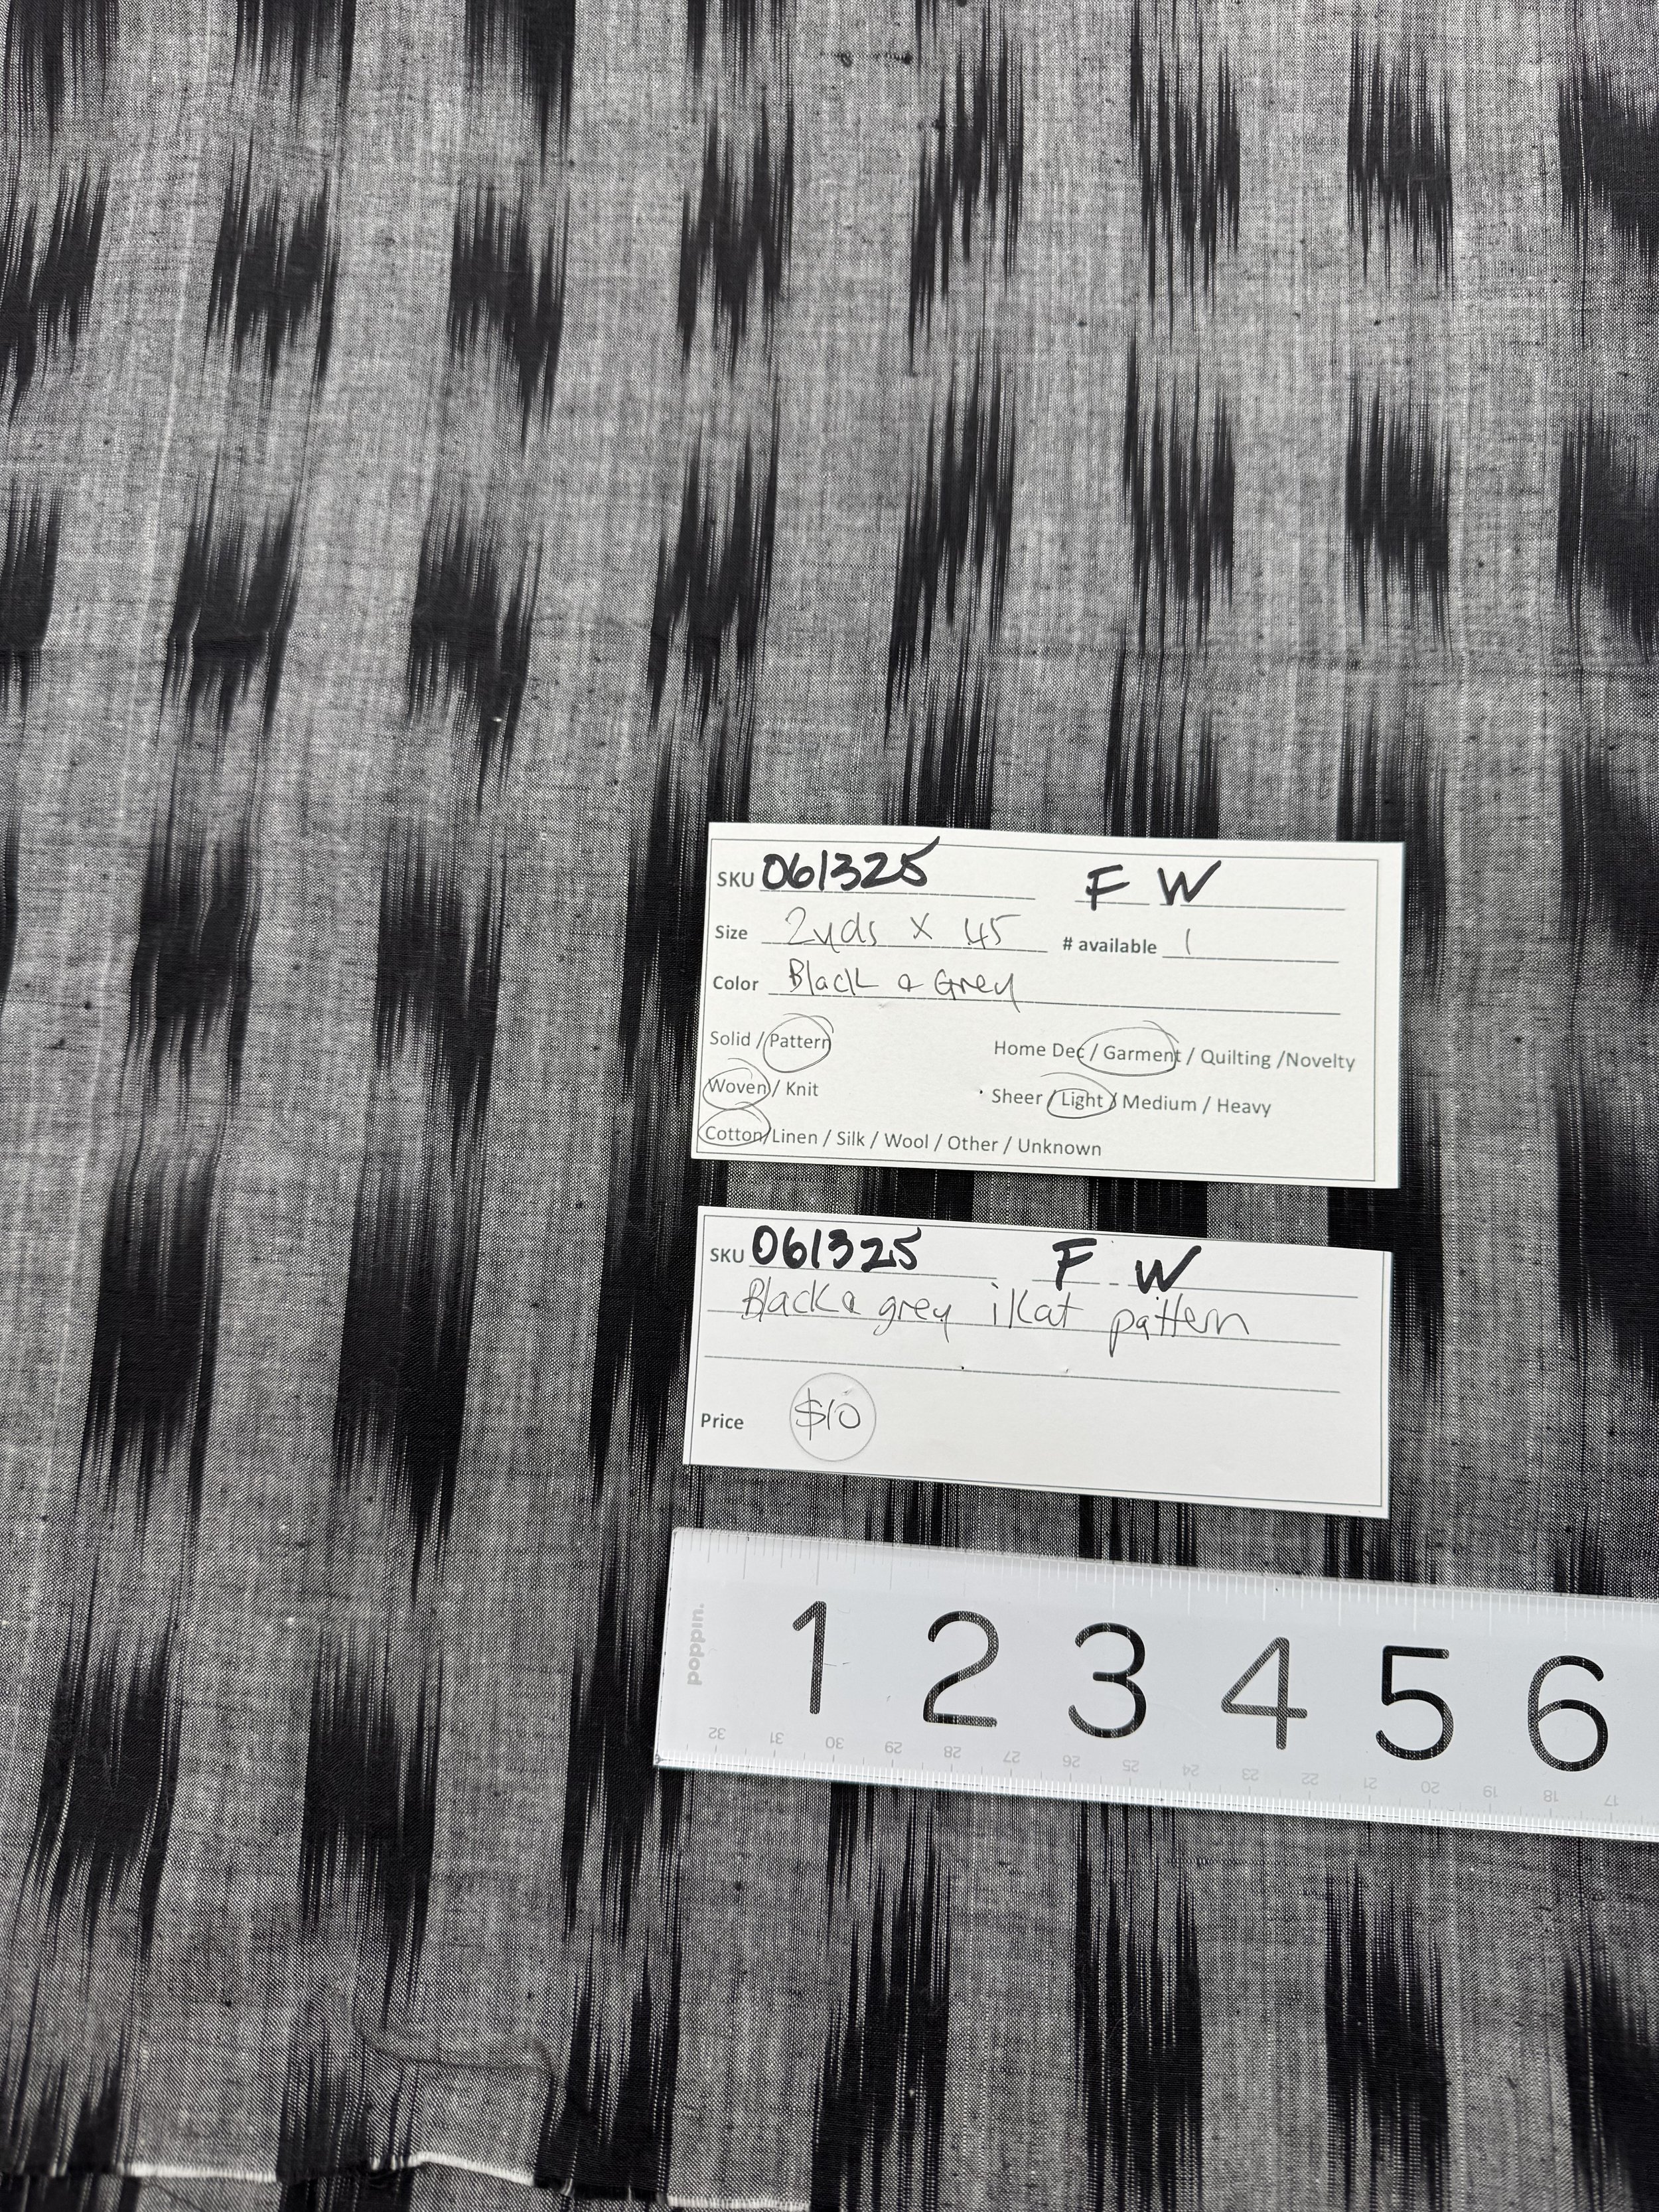 SKU 061325 F W
Size 2yds x 45 # available 1
Color Black & Grey
Solid / Pattern Home Dec / Garment / Quilting /Novelty
Woven / Knit Sheer / Light / Medium / Heavy
Cotton/Linen / Silk / Wool / Other / Unknown
SKU 061325 F W
Black & grey ikat pattern
Price $10
poppin.
1 2 3 4 5 6
32 31 30 29 28 27 26 25 24 23 22 21 20 19 18 17